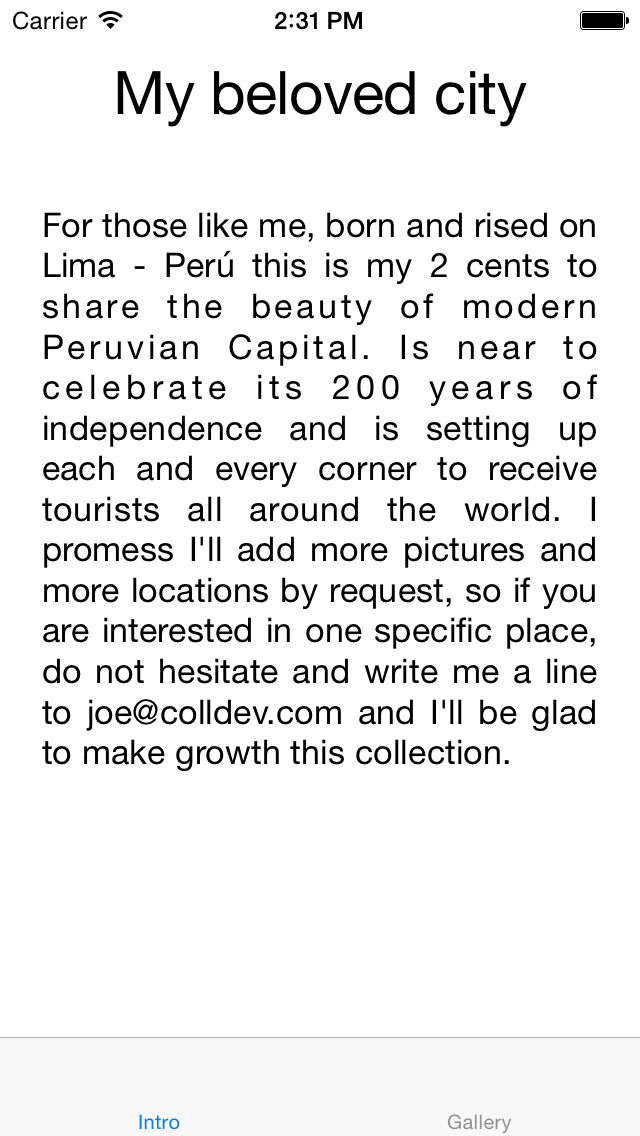 Carrier 2:31 PM
My beloved city
For those like me, born and rised on
Lima - Perú this is my 2 cents to
share the beauty of modern
Peruvian Capital. Is near to
celebrate its 200 years of
independence and is setting up
each and every corner to receive
tourists all around the world. I
promess I'll add more pictures and
more locations by request, so if you
are interested in one specific place,
do not hesitate and write me a line
to joe@colldev.com and I'll be glad
to make growth this collection.
Intro Gallery